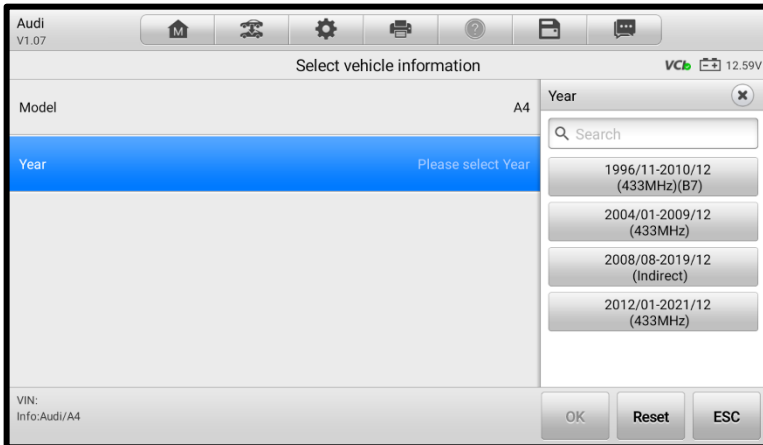 Audi
V1.07
M
Select vehicle information
VCI
12.59V
Model
A4
Year
Please select Year
Year
Search
1996/11-2010/12
(433MHz)(B7)
2004/01-2009/12
(433MHz)
2008/08-2019/12
(Indirect)
2012/01-2021/12
(433MHz)
VIN:
Info:Audi/A4
OK
Reset
ESC